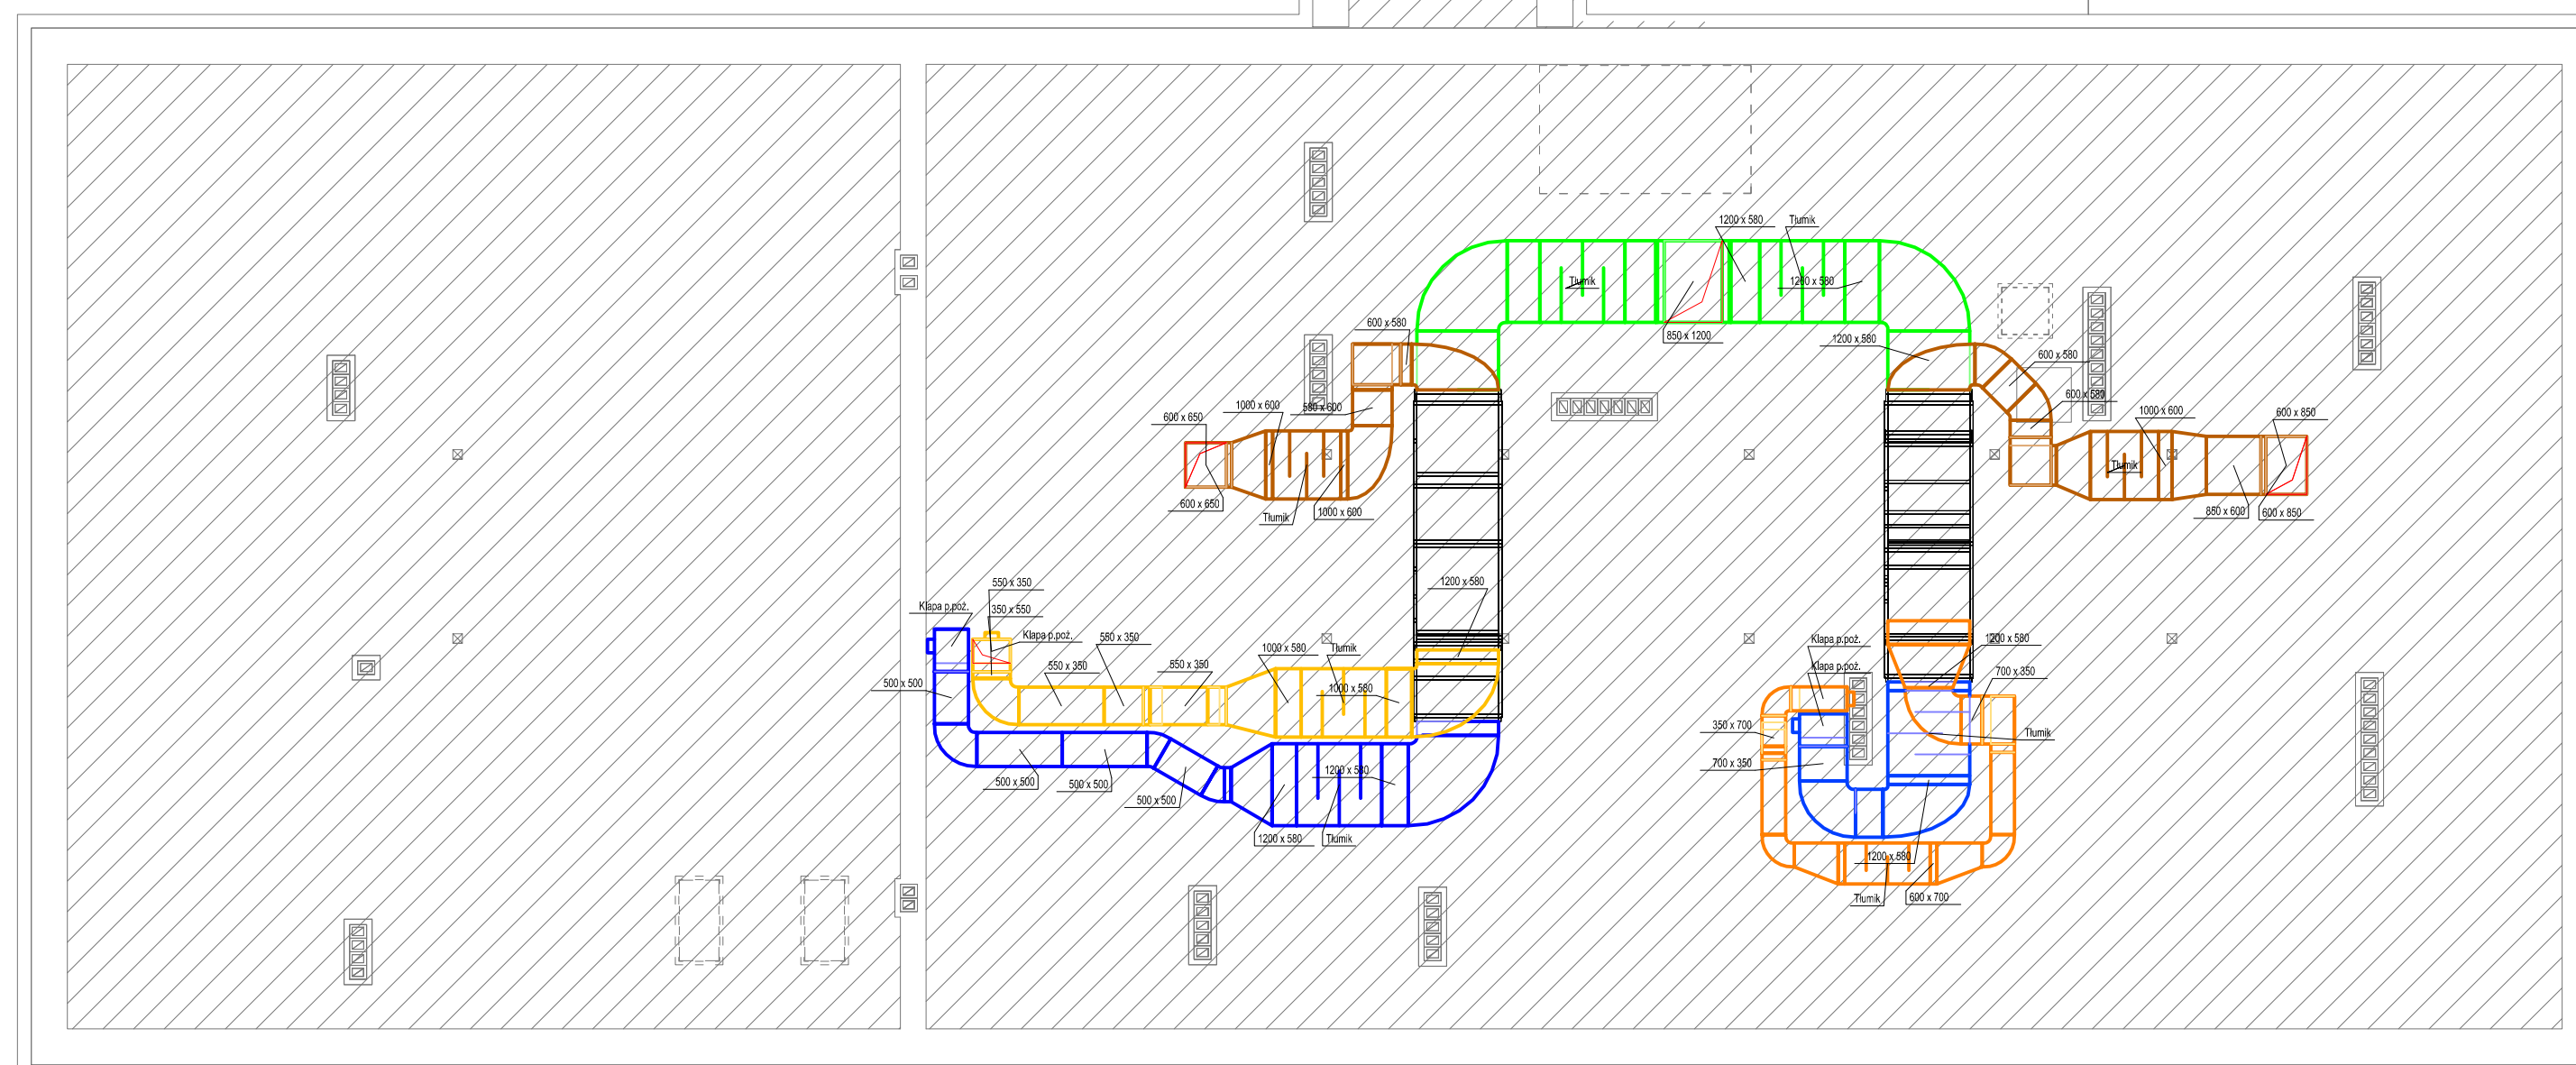 1200 x 580
Tłumik
Tłumik
1200 x 580
600 x 580
850 x 1200
1200 x 580
600 x 580
600 x 580
1000 x 600
580 x 600
600 x 650
1000 x 600
600 x 850
Tłumik
600 x 650
Tłumik
1000 x 600
850 x 600
600 x 850
550 x 350
1200 x 580
Klapa p.poż.
350 x 550
Klapa p.poż.
550 x 350
1000 x 580
Tłumik
Klapa p.poż.
1200 x 580
550 x 350
550 x 350
Klapa p.poż.
700 x 350
500 x 500
1000 x 580
350 x 700
Tłumik
700 x 350
1200 x 580
500 x 500
500 x 500
500 x 500
1200 x 580
Tłumik
1200 x 580
Tłumik
600 x 700